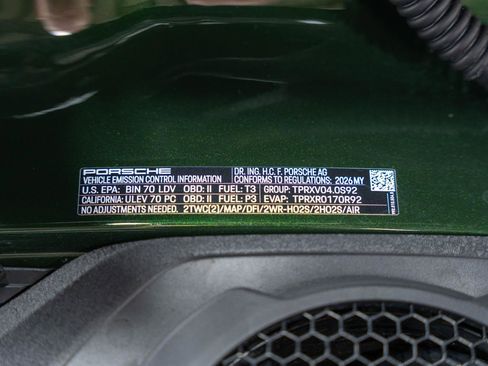 PORSCHE DR. ING. H.C. F. PORSCHE AG
VEHICLE EMISSION CONTROL INFORMATION CONFORMS TO REGULATIONS: 2026 MY
U.S. EPA: BIN 70 LDV OBD: II FUEL: T3 GROUP: TPRXV04.0S92
CALIFORNIA: ULEV 70 PC OBD: II FUEL: P3 EVAP: TPRXR0170R92
NO ADJUSTMENTS NEEDED. 2TWC(2)/MAP/DFI/2WR-HO2S/2HO2S/AIR